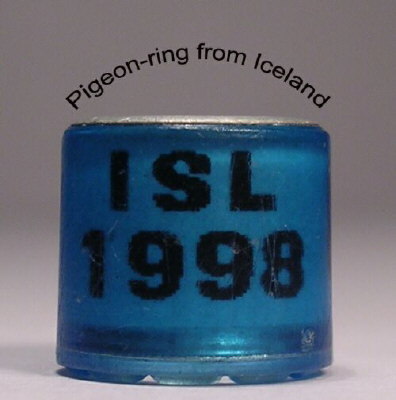 Pigeon-ring from Iceland
ISL
1998